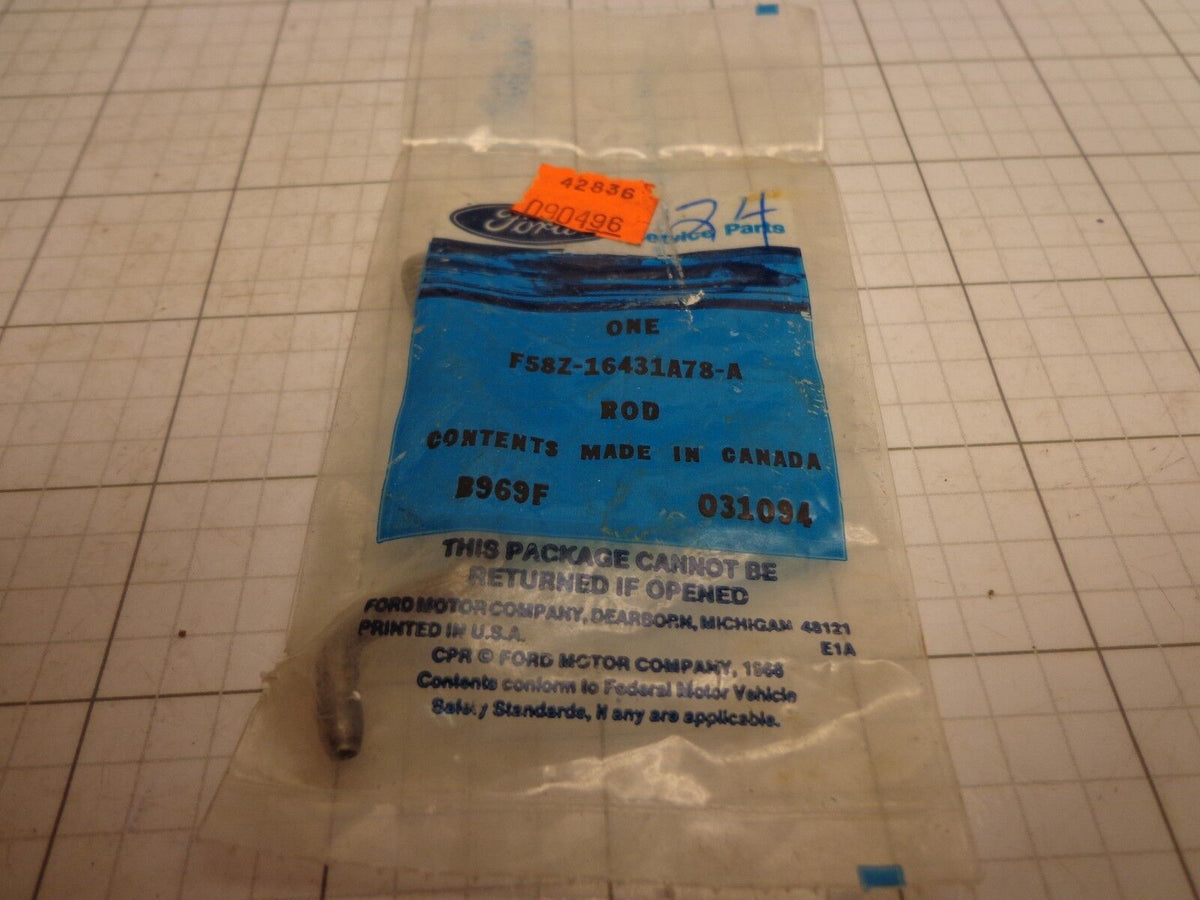 42836
090496
Ford
24
Service Parts
ONE
F58Z-16431A78-A
ROD
CONTENTS MADE IN CANADA
B969F 031094
THIS PACKAGE CANNOT BE
RETURNED IF OPENED
FORD MOTOR COMPANY, DEARBORN, MICHIGAN 48121
PRINTED IN U.S.A. E1A
CPR © FORD MOTOR COMPANY, 1988
Contents conform to Federal Motor Vehicle
Safety Standards, if any are applicable.